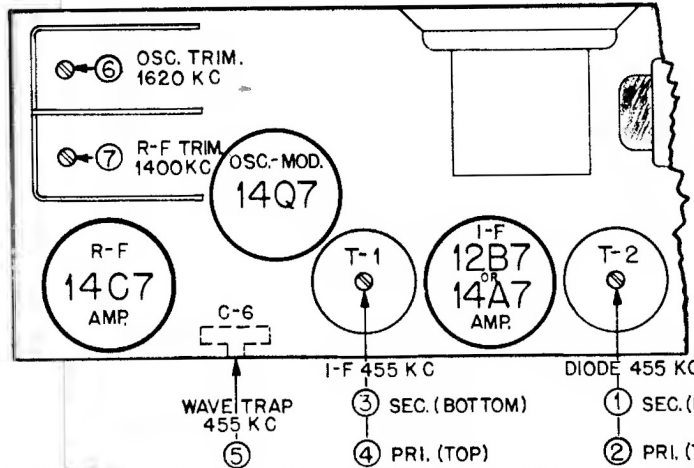 ⑥ OSC. TRIM.
1620 KC
⑦ R-F TRIM.
1400 KC
OSC.-MOD.
14Q7
R-F
14C7
AMP.
C-6
T-1
I-F
12B7
OR
14A7
AMP.
T-2
WAVE TRAP
455 KC
⑤
I-F 455 KC
③ SEC. (BOTTOM)
④ PRI. (TOP)
DIODE 455 KC
① SEC. (
② PRI. (